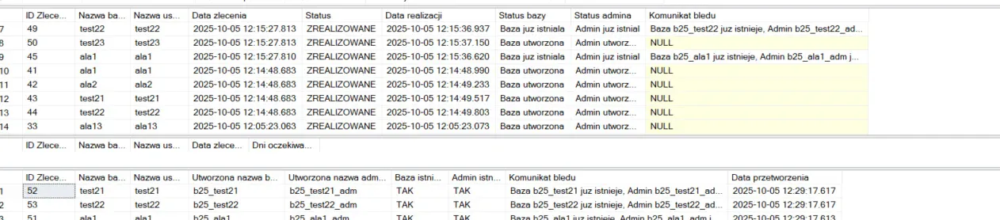 ID Zlece... Nazwa ba... Nazwa us... Data zlecenia Status Data realizacji Status bazy Status admina Komunikat bledu
7 49 test22 test22 2025-10-05 12:15:27.813 ZREALIZOWANE 2025-10-05 12:15:36.937 Baza juz istniala Admin juz istnial Baza b25_test22 juz istnieje, Admin b25_test22_ad...
8 50 test23 test23 2025-10-05 12:15:27.813 ZREALIZOWANE 2025-10-05 12:15:37.150 Baza utworzona Admin utworz... NULL
9 45 ala1 ala1 2025-10-05 12:15:27.810 ZREALIZOWANE 2025-10-05 12:15:36.620 Baza juz istniala Admin juz istnial Baza b25_ala1 juz istnieje, Admin b25_ala1_adm j...
10 41 ala1 ala1 2025-10-05 12:14:48.683 ZREALIZOWANE 2025-10-05 12:14:48.990 Baza utworzona Admin utworz... NULL
11 42 ala2 ala2 2025-10-05 12:14:48.683 ZREALIZOWANE 2025-10-05 12:14:49.233 Baza utworzona Admin utworz... NULL
12 43 test21 test21 2025-10-05 12:14:48.683 ZREALIZOWANE 2025-10-05 12:14:49.517 Baza utworzona Admin utworz... NULL
13 44 test22 test22 2025-10-05 12:14:48.683 ZREALIZOWANE 2025-10-05 12:14:49.803 Baza utworzona Admin utworz... NULL
14 33 ala13 ala13 2025-10-05 12:05:23.063 ZREALIZOWANE 2025-10-05 12:05:23.073 Baza utworzona Admin utworz... NULL
ID Zlece... Nazwa ba... Nazwa us... Data zlece... Dni oczekiwa...
ID Zlece... Nazwa ba... Nazwa us... Utworzona nazwa b... Utworzona nazwa adm... Baza istni... Admin istn... Komunikat bledu Data przetworzenia
1 52 test21 test21 b25_test21 b25_test21_adm TAK TAK Baza b25_test21 juz istnieje, Admin b25_test21_ad... 2025-10-05 12:29:17.617
2 53 test22 test22 b25_test22 b25_test22_adm TAK TAK Baza b25_test22 juz istnieje, Admin b25_test22_ad... 2025-10-05 12:29:17.617
3 51 ala1 ala1 b25_ala1 b25_ala1_adm TAK TAK Baza b25_ala1 juz istnieje, Admin b25_ala1_adm j... 2025-10-05 12:29:17.613